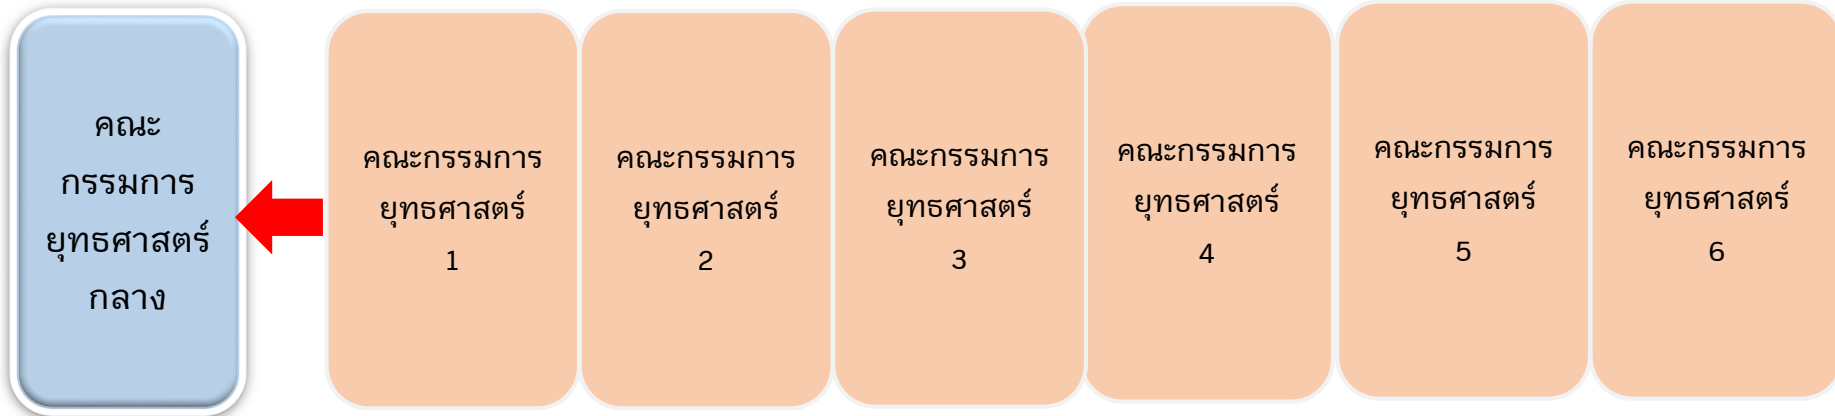 คณะ
กรรมการ
ยุทธศาสตร์
กลาง
คณะกรรมการ
ยุทธศาสตร์
1
คณะกรรมการ
ยุทธศาสตร์
2
คณะกรรมการ
ยุทธศาสตร์
3
คณะกรรมการ
ยุทธศาสตร์
4
คณะกรรมการ
ยุทธศาสตร์
5
คณะกรรมการ
ยุทธศาสตร์
6